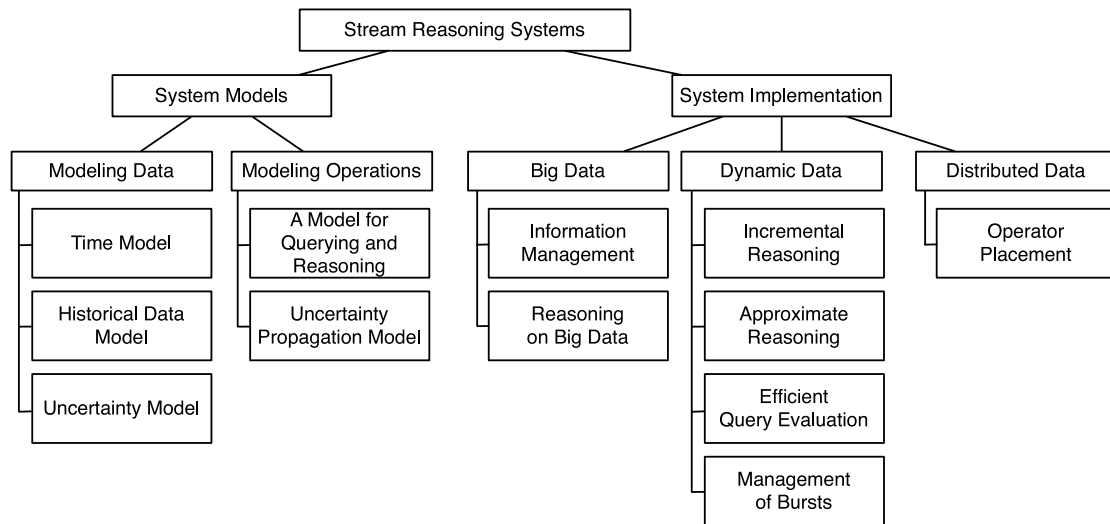 Stream Reasoning Systems
System Models
System Implementation
Modeling Data
Modeling Operations
Big Data
Dynamic Data
Distributed Data
Time Model
Historical Data
Model
Uncertainty Model
A Model for
Querying and
Reasoning
Uncertainty
Propagation Model
Information
Management
Reasoning
on Big Data
Incremental
Reasoning
Approximate
Reasoning
Efficient
Query Evaluation
Management
of Bursts
Operator
Placement